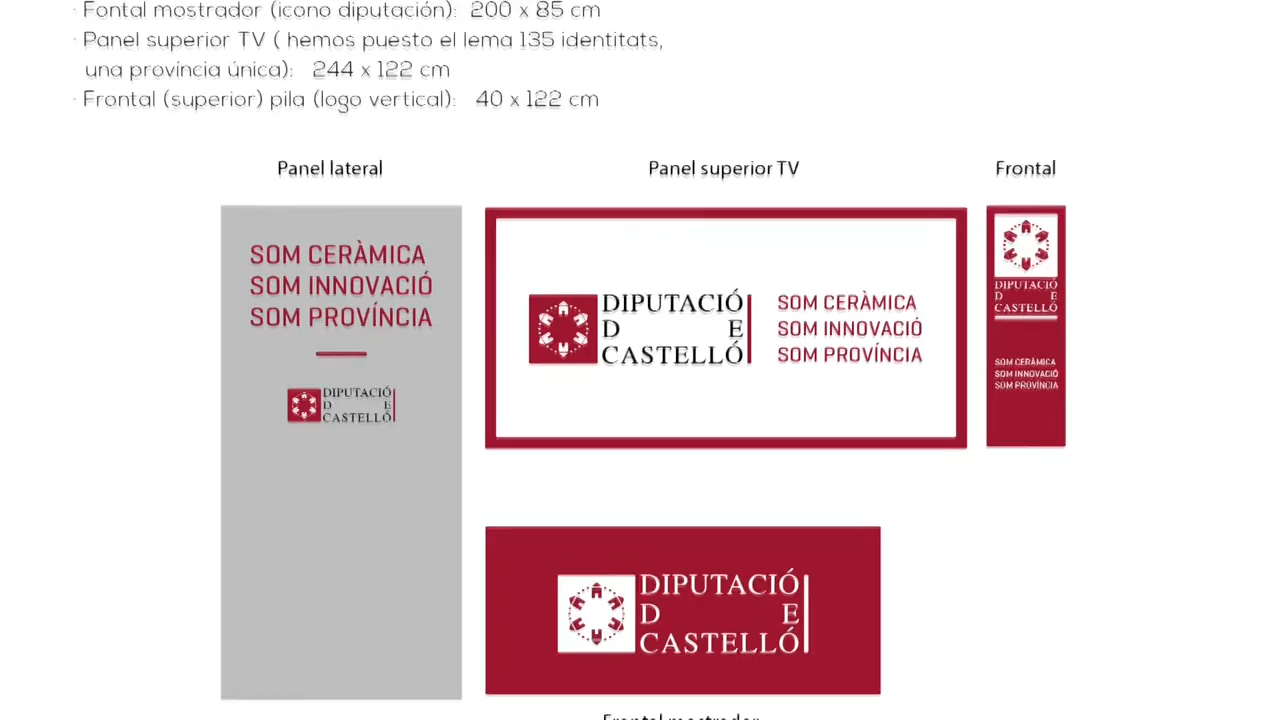 · Fontal mostrador (icono diputación): 200 x 85 cm
· Panel superior TV ( hemos puesto el lema 135 identitats,
una província única): 244 x 122 cm
· Frontal (superior) pila (logo vertical): 40 x 122 cm
Panel lateral
Panel superior TV
Frontal
SOM CERÀMICA
SOM INNOVACIÓ
SOM PROVÍNCIA
DIPUTACIÓ
D E
CASTELLÓ
DIPUTACIÓ
D E
CASTELLÓ
SOM CERÀMICA
SOM INNOVACIÓ
SOM PROVÍNCIA
DIPUTACIÓ
D E
CASTELLÓ
SOM CERÀMICA
SOM INNOVACIÓ
SOM PROVÍNCIA
DIPUTACIÓ
D E
CASTELLÓ
Frontal mostrador